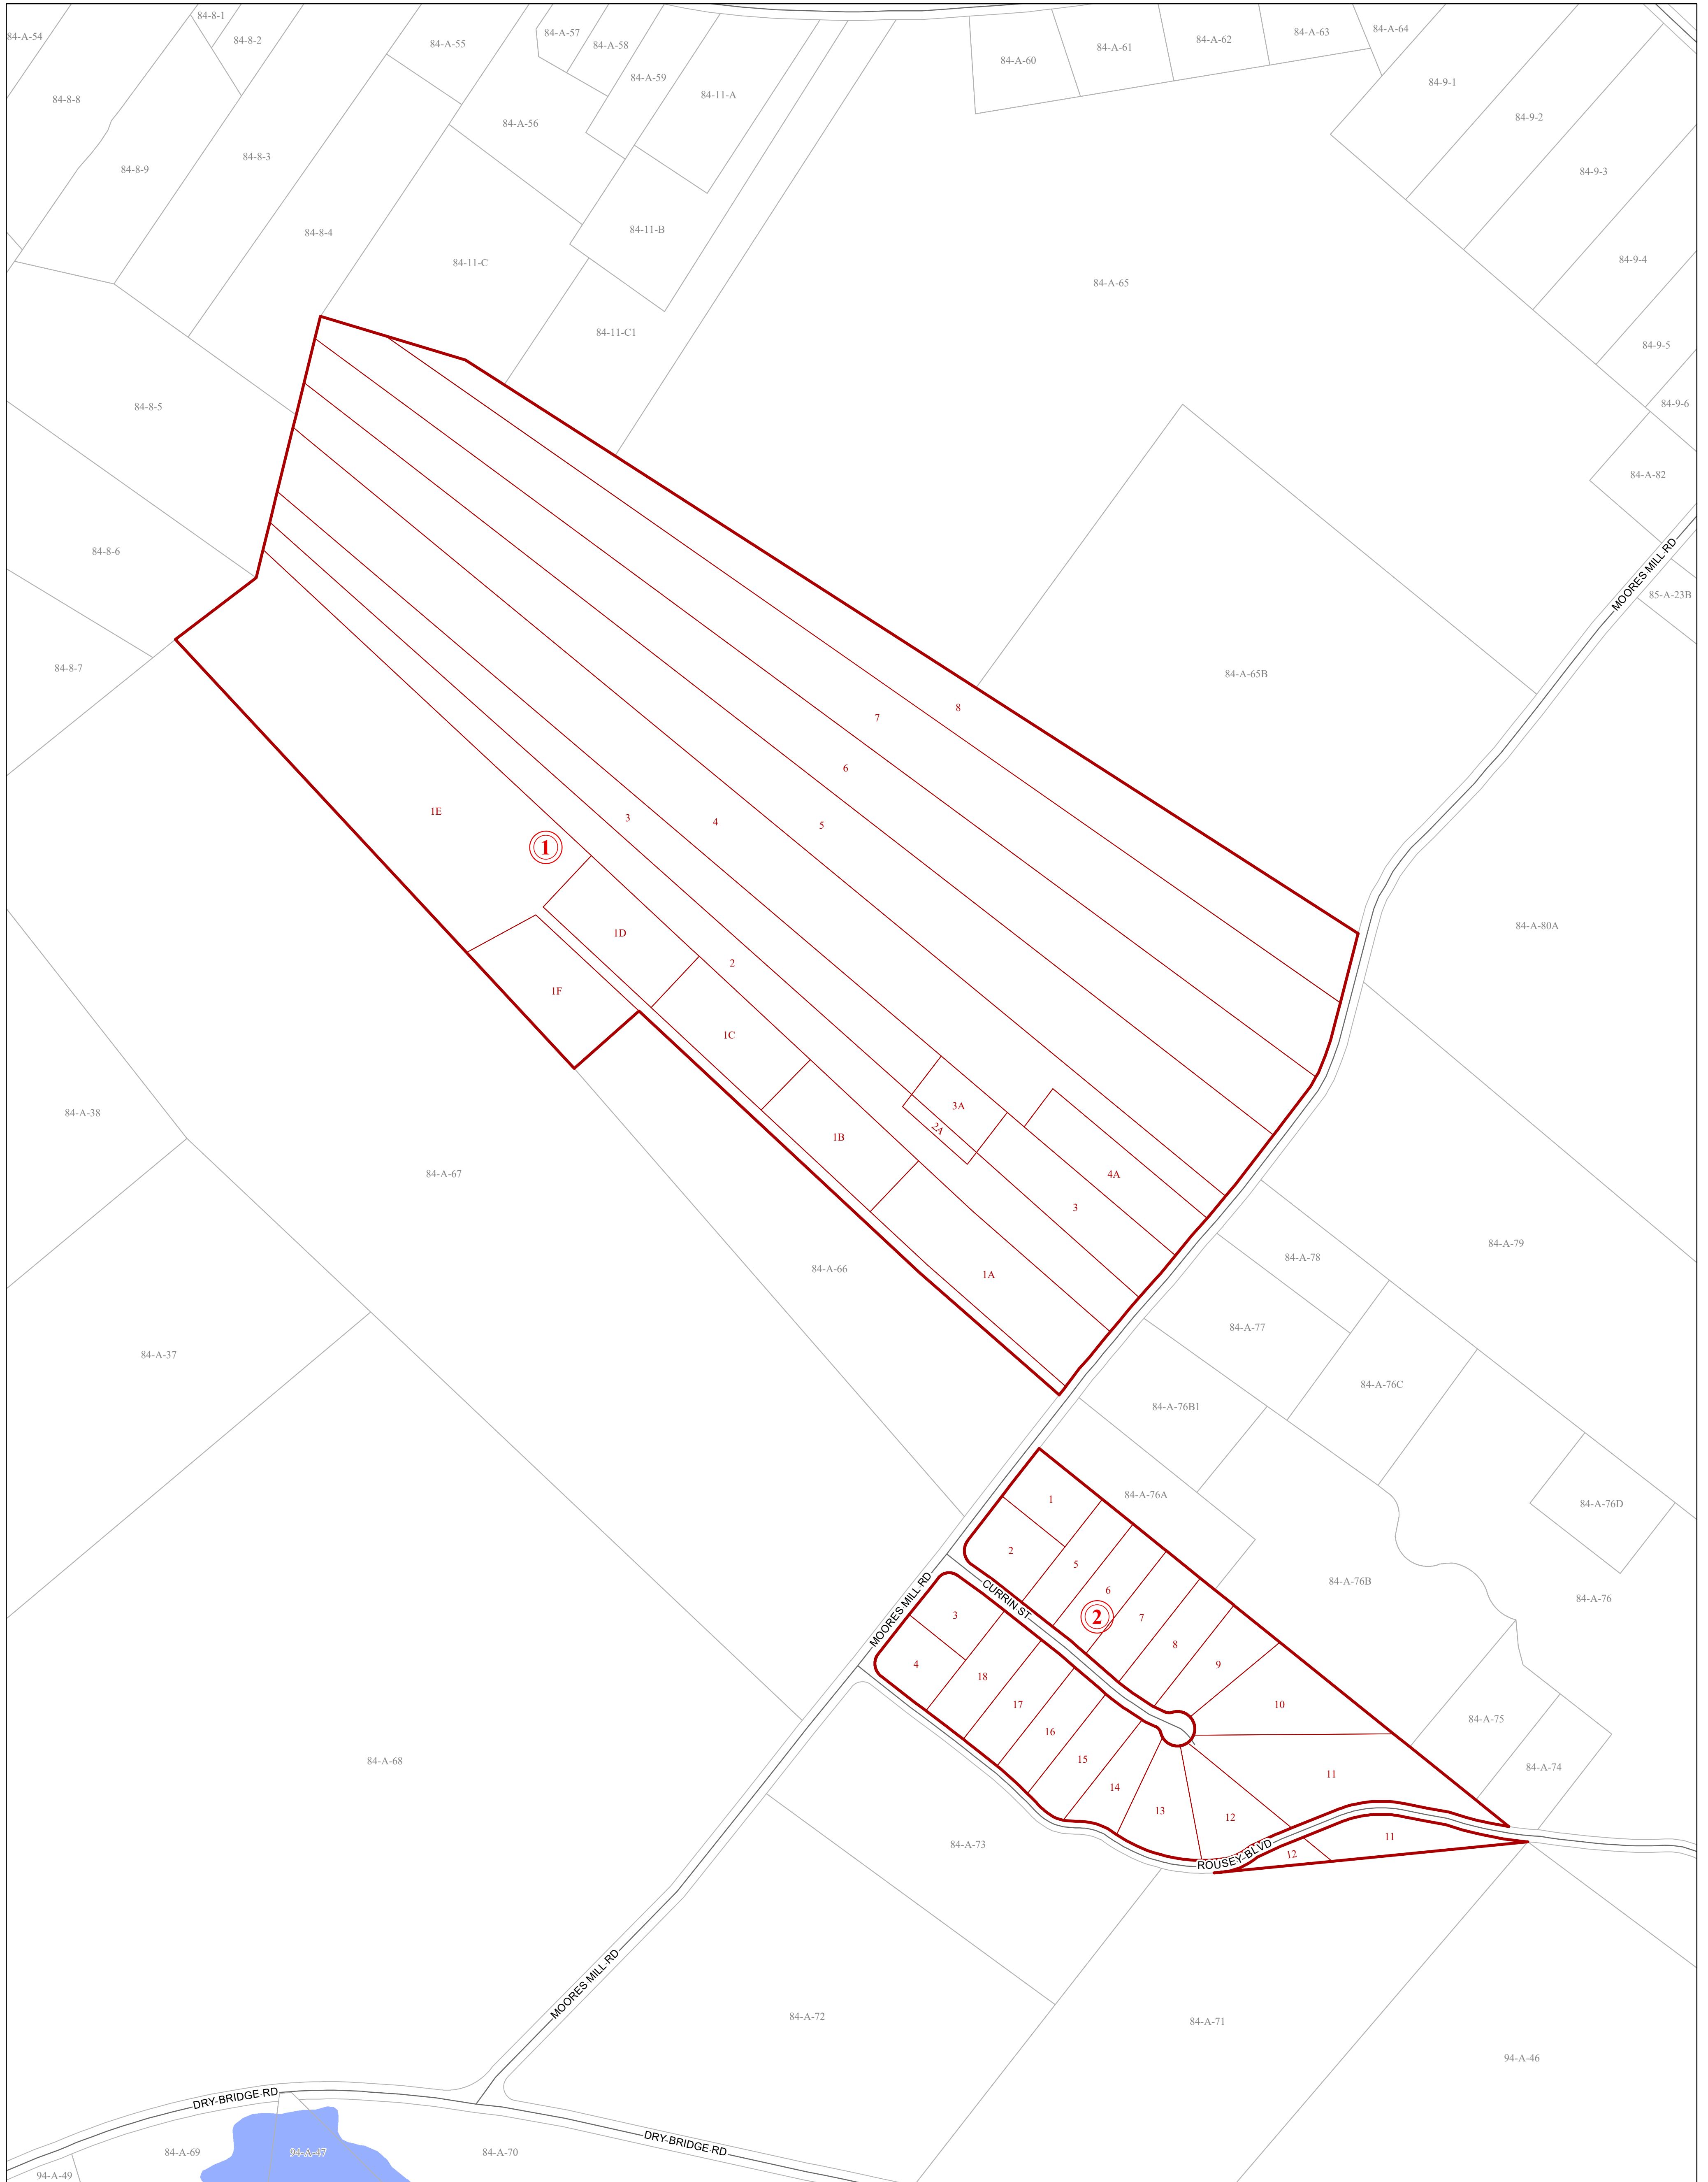 84-8-1
84-A-54
84-8-2
84-A-55
84-A-57
84-A-58
84-A-59
84-11-A
84-A-60
84-A-61
84-A-62
84-A-63
84-A-64
84-9-1
84-9-2
84-9-3
84-8-8
84-8-9
84-8-3
84-8-4
84-A-56
84-11-B
84-11-C
84-11-C1
84-A-65
84-9-4
84-9-5
84-9-6
84-A-82
84-8-5
84-8-6
84-8-7
MOORES MILL RD
85-A-23B
84-A-65B
8
7
6
5
4
3
1E
1
1D
2
1F
1C
1B
3A
2A
4A
3
1A
84-A-80A
84-A-38
84-A-67
84-A-66
84-A-79
84-A-78
84-A-77
84-A-76C
84-A-76B1
84-A-37
84-A-76A
84-A-76D
84-A-76B
84-A-76
1
2
5
6
2
7
8
9
10
11
CURRIN ST
MOORES MILL RD
3
4
18
17
16
15
14
13
12
84-A-75
84-A-74
11
12
ROUSEY BLVD
84-A-68
84-A-73
84-A-72
84-A-71
94-A-46
MOORES MILL RD
DRY BRIDGE RD
DRY BRIDGE RD
84-A-69
94-A-47
84-A-70
94-A-49